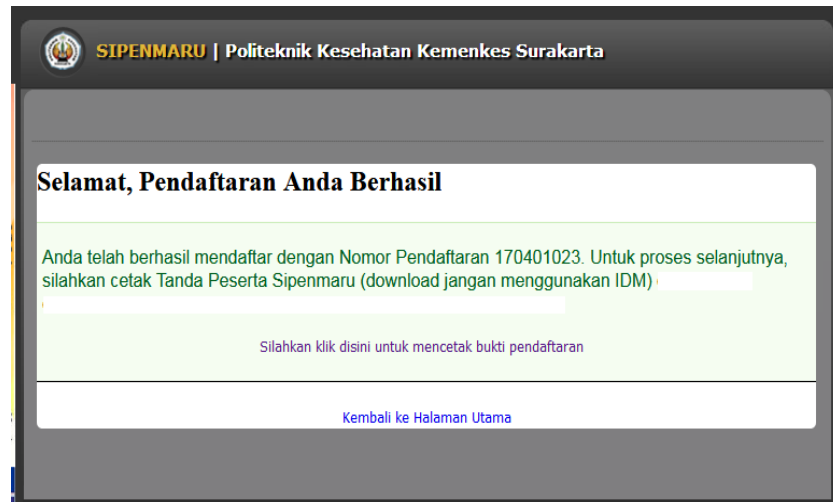 SIPENMARU | Politeknik Kesehatan Kemenkes Surakarta
Selamat, Pendaftaran Anda Berhasil
Anda telah berhasil mendaftar dengan Nomor Pendaftaran 170401023. Untuk proses selanjutnya,
silahkan cetak Tanda Peserta Sipenmaru (download jangan menggunakan IDM)
Silahkan klik disini untuk mencetak bukti pendaftaran
Kembali ke Halaman Utama